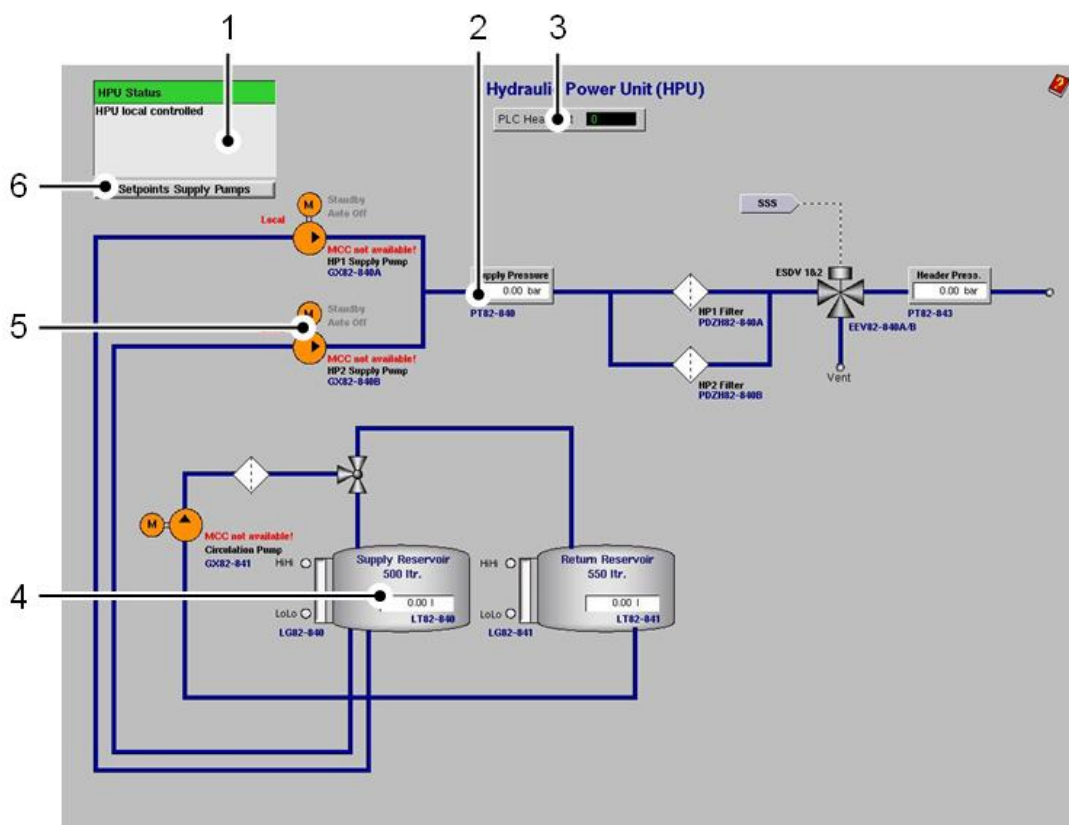 1
2
3
HPU Status
HPU local controlled
Setpoints Supply Pumps
6
Hydraulic Power Unit (HPU)
PLC Hea t 0
M
Standby
Auto Off
Local
MCC not available!
HP1 Supply Pump
GX82-840A
M
Standby
Auto Off
5
MCC not available!
HP2 Supply Pump
GX82-840B
Supply Pressure
0.00 bar
PT82-840
HP1 Filter
PDZH82-840A
HP2 Filter
PDZH82-840B
SSS
ESDV 1&2
EEV82-840A/B
Vent
Header Press.
0.00 bar
PT82-843
M
MCC not available!
Circulation Pump
GX82-841
4
HiHi
LoLo
LG82-840
Supply Reservoir
500 ltr.
0.00 l
LT82-840
HiHi
LoLo
LG82-841
Return Reservoir
550 ltr.
0.00 l
LT82-841